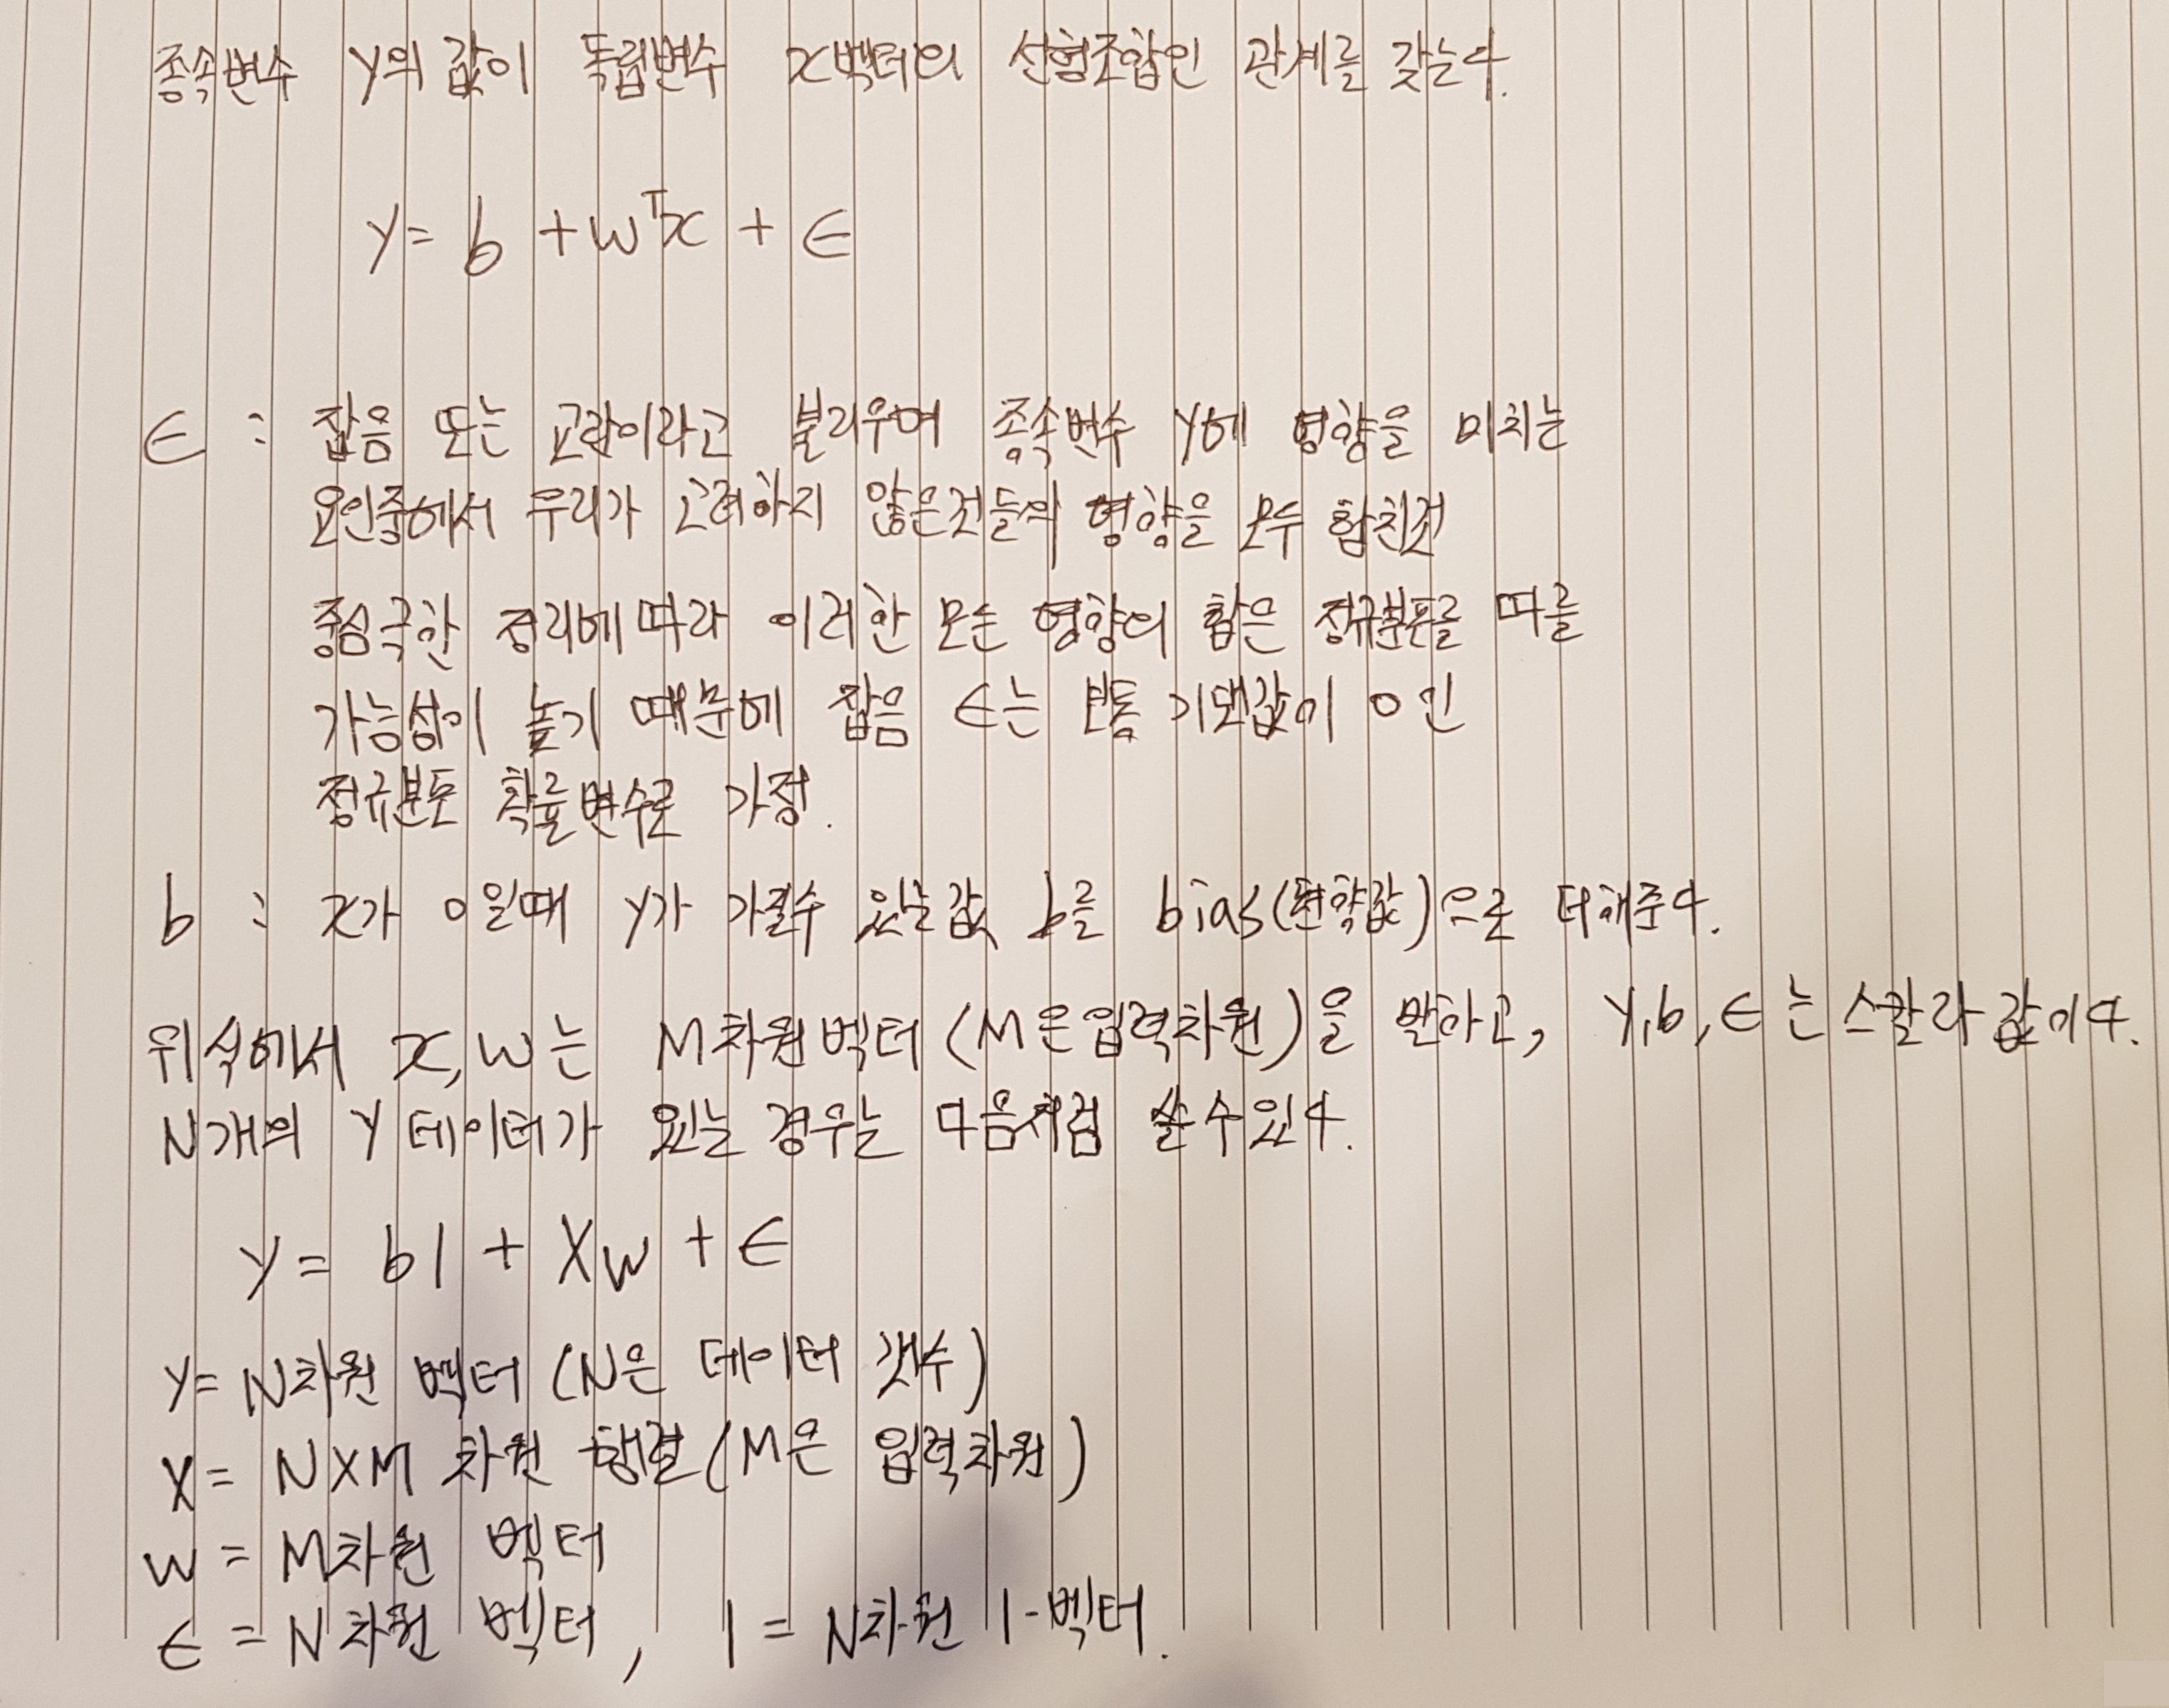 종속변수 y의 값이 독립변수 x벡터의 선형조합인 관계를 갖는다.
y = b + wᵀx + ϵ
ϵ : 잡음 또는 교란이라고 불리우며 종속변수 y에 영향을 미치는
요인중에서 우리가 고려하지 않은것들의 영향을 모두 합친것
중심극한 정리에 따라 이러한 모든 영향의 합은 정규분포를 따를
가능성이 높기 때문에 잡음 ϵ는 보통 기댓값이 0인
정규분포 확률변수로 가정.
b : x가 0일때 y가 가질수 있는값 b를 bias(편향값)으로 더해준다.
위식에서 x, w는 M차원벡터 (M은 입력차원)을 말하고, y, b, ϵ는 스칼라 값이다.
N개의 Y데이터가 있는 경우는 다음처럼 쓸수있다.
y = b1 + Xw + ϵ
y = N차원 벡터 (N은 데이터 갯수)
X = N X M 차원 행렬 (M은 입력차원)
w = M차원 벡터
ϵ = N차원 벡터, 1 = N차원 1-벡터.